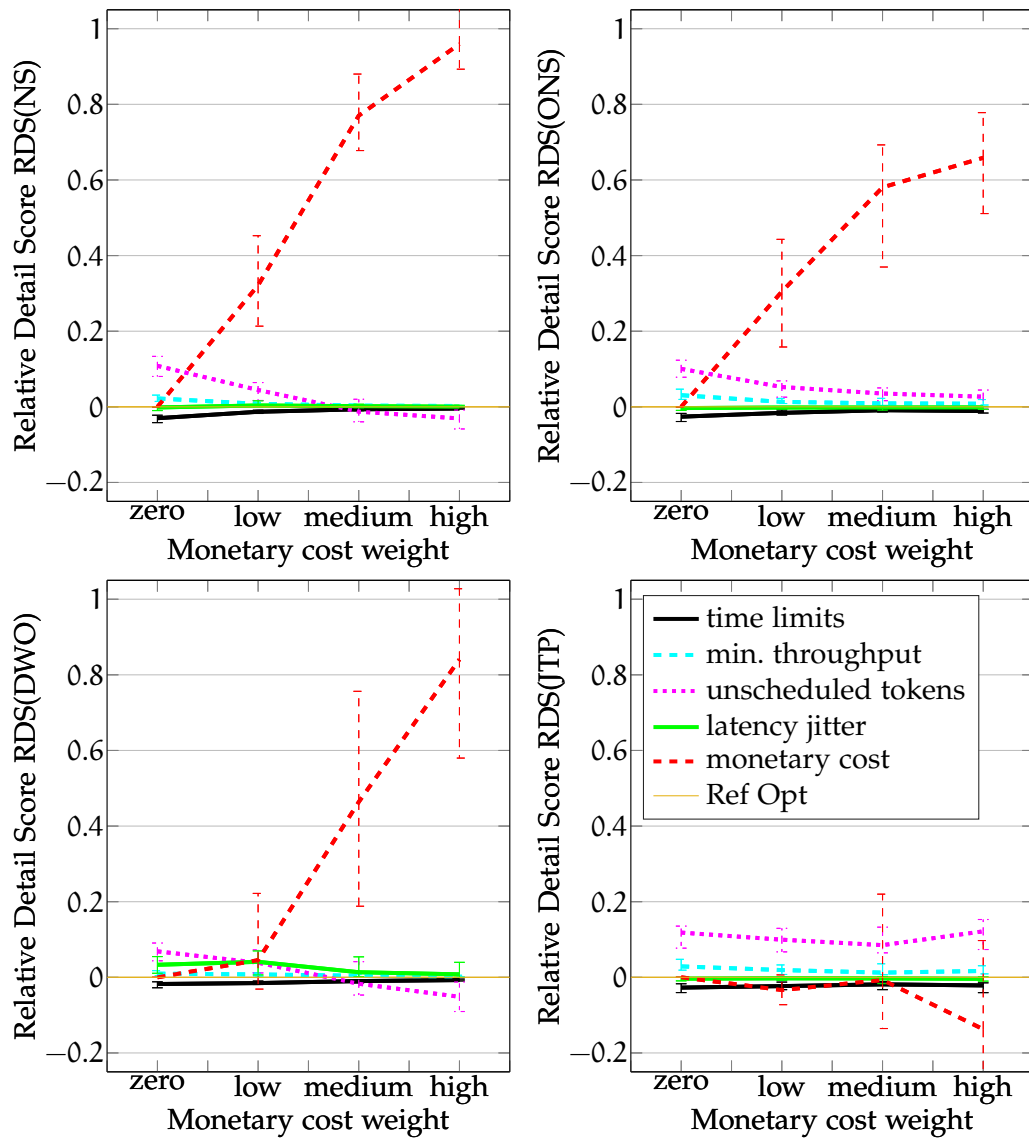 Relative Detail Score RDS(NS)
1
0.8
0.6
0.4
0.2
0
−0.2
zero low medium high
Monetary cost weight
Relative Detail Score RDS(ONS)
1
0.8
0.6
0.4
0.2
0
−0.2
zero low medium high
Monetary cost weight
Relative Detail Score RDS(DWO)
1
0.8
0.6
0.4
0.2
0
−0.2
zero low medium high
Monetary cost weight
Relative Detail Score RDS(JTP)
1
0.8
0.6
0.4
0.2
0
−0.2
time limits
min. throughput
unscheduled tokens
latency jitter
monetary cost
Ref Opt
zero low medium high
Monetary cost weight